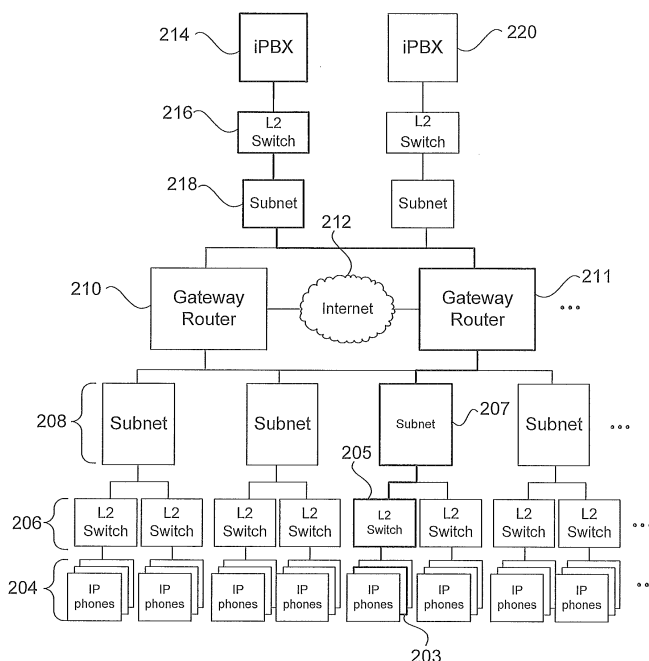 214
iPBX
iPBX
220
216
L2
Switch
L2
Switch
218
Subnet
Subnet
212
210
Gateway
Router
Internet
Gateway
Router
211
...
208
Subnet
Subnet
Subnet
207
Subnet
...
205
206
L2
Switch
L2
Switch
L2
Switch
L2
Switch
L2
Switch
L2
Switch
L2
Switch
L2
Switch
...
204
IP
phones
IP
phones
IP
phones
IP
phones
IP
phones
IP
phones
IP
phones
IP
phones
...
203